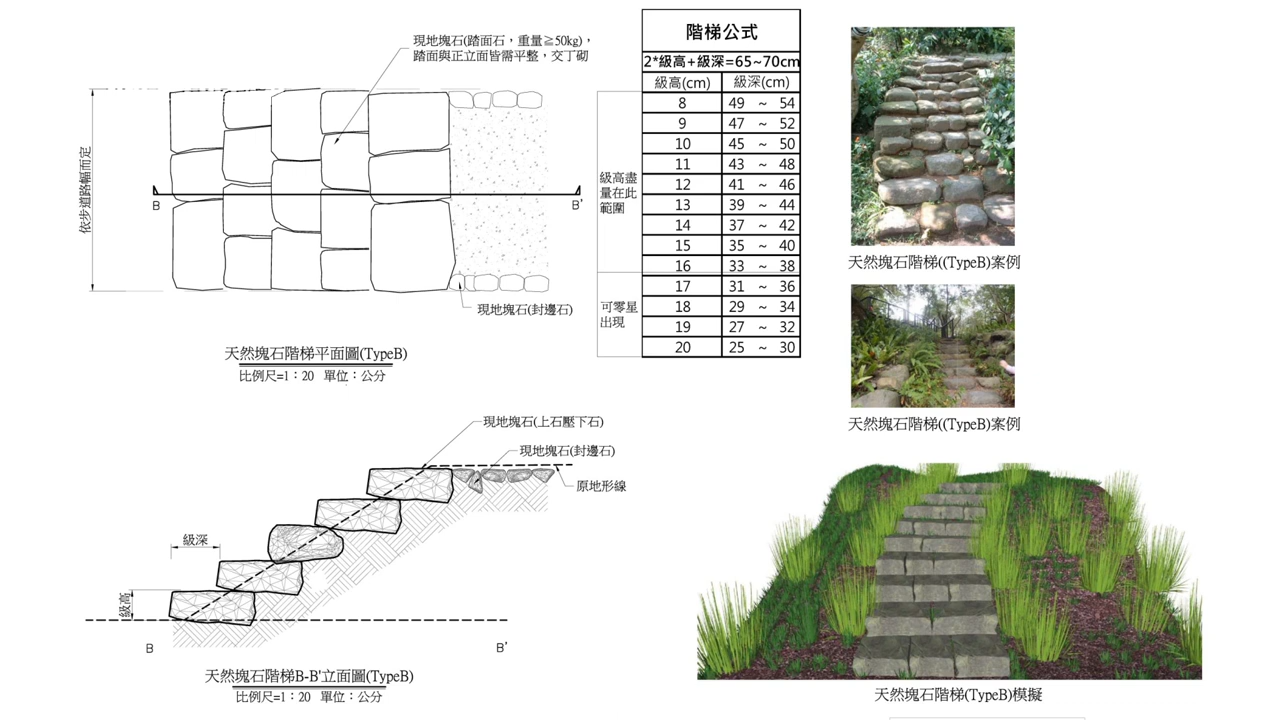 現地塊石(踏面石，重量≧50kg)，
踏面與正立面皆需平整，交丁砌
依步道路幅而定
B
B'
現地塊石(封邊石)
天然塊石階梯平面圖(TypeB)
比例尺=1：20 單位：公分
階梯公式
2*級高+級深=65~70cm
級高(cm) 級深(cm)
級高盡
量在此
範圍
8 49 ~ 54
9 47 ~ 52
10 45 ~ 50
11 43 ~ 48
12 41 ~ 46
13 39 ~ 44
14 37 ~ 42
15 35 ~ 40
16 33 ~ 38
可零星
出現
17 31 ~ 36
18 29 ~ 34
19 27 ~ 32
20 25 ~ 30
天然塊石階梯((TypeB)案例
天然塊石階梯((TypeB)案例
現地塊石(上石壓下石)
現地塊石(封邊石)
原地形線
級深
級高
B
B'
天然塊石階梯B-B'立面圖(TypeB)
比例尺=1：20 單位：公分
天然塊石階梯(TypeB)模擬